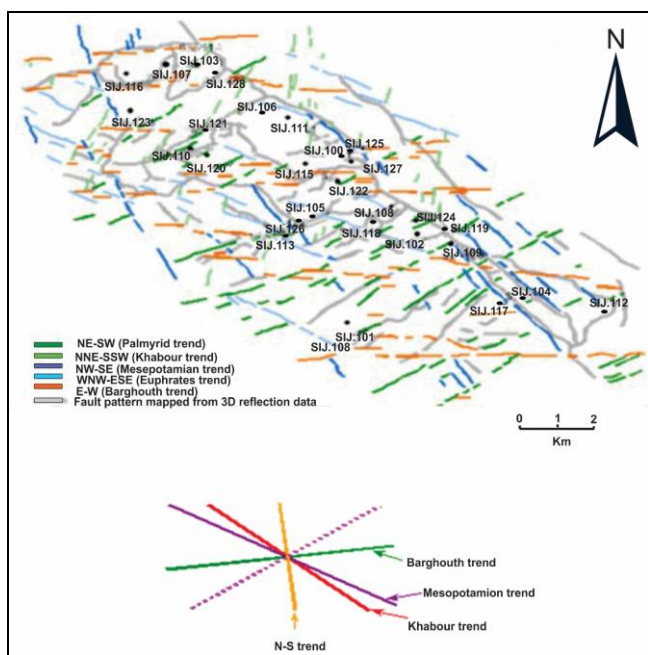 N
SIJ.103
SIJ.107
SIJ.116
SIJ.128
SIJ.106
SIJ.123
SIJ.111
SIJ.121
SIJ.125
SIJ.100
SIJ.110
SIJ.120
SIJ.127
SIJ.115
SIJ.122
SIJ.105
SIJ.108
SIJ.124
SIJ.126
SIJ.118
SIJ.119
SIJ.113
SIJ.102
SIJ.109
SIJ.104
SIJ.112
SIJ.117
SIJ.101
SIJ.108
NE-SW (Palmyrid trend)
NNE-SSW (Khabour trend)
NW-SE (Mesepotamian trend)
WNW-ESE (Euphrates trend)
E-W (Barghouth trend)
Fault pattern mapped from 3D reflection data
0 1 2
Km
Barghouth trend
Mesopotamion trend
Khabour trend
N-S trend